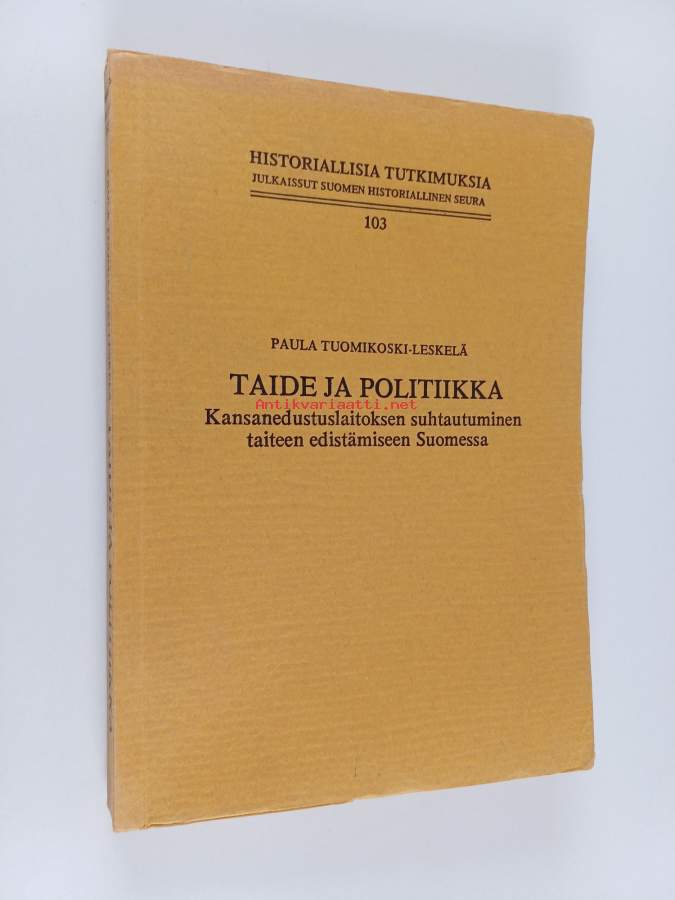 HISTORIALLISIA TUTKIMUKSIA
JULKAISSUT SUOMEN HISTORIALLINEN SEURA
103
PAULA TUOMIKOSKI-LESKELÄ
TAIDE JA POLITIIKKA
Antikvariaatti.net
Kansanedustuslaitoksen suhtautuminen
taiteen edistämiseen Suomessa